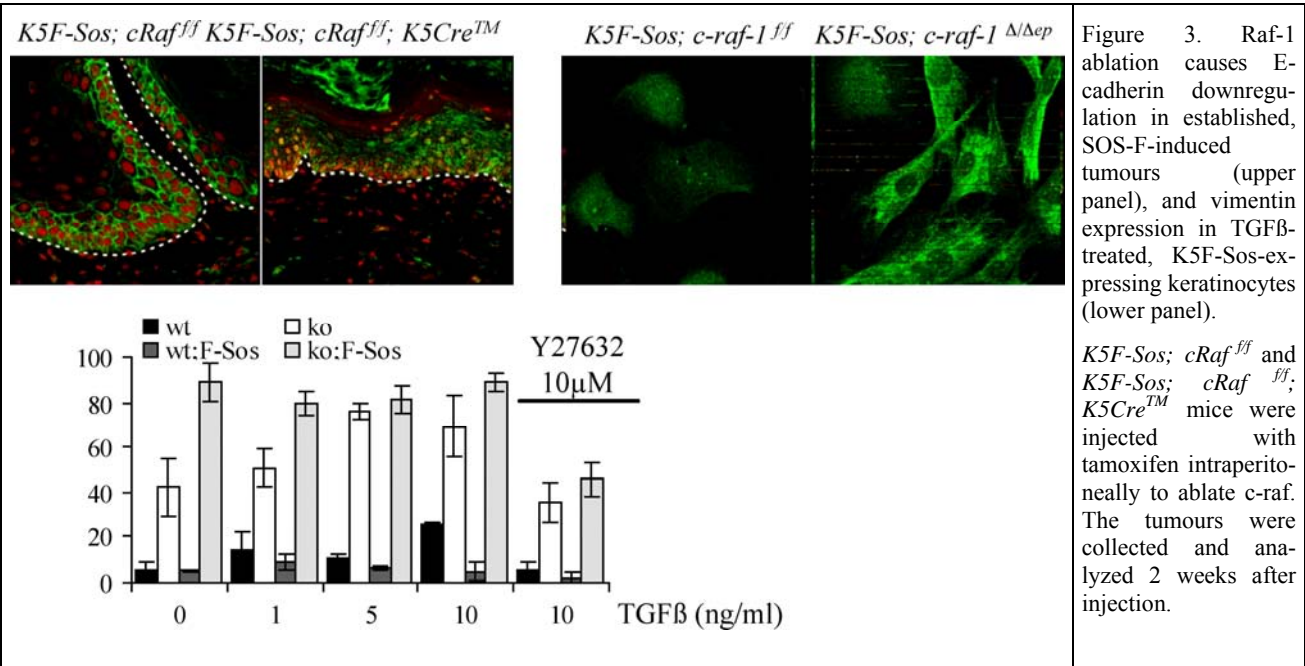 K5F-Sos; cRaf f/f K5F-Sos; cRaf f/f; K5Cre TM
K5F-Sos; c-raf-1 f/f K5F-Sos; c-raf-1 Δ/Δep
wt ko
wt;F-Sos ko;F-Sos
Y27632
10µM
100
80
60
40
20
0
0 1 5 10 10 TGFß (ng/ml)
Figure 3. Raf-1
ablation causes E-
cadherin downregu-
lation in established,
SOS-F-induced
tumours (upper
panel), and vimentin
expression in TGFß-
treated, K5F-Sos-ex-
pressing keratinocytes
(lower panel).
K5F-Sos; cRaf f/f and
K5F-Sos; cRaf f/f;
K5Cre TM mice were
injected with
tamoxifen intraperito-
neally to ablate c-raf.
The tumours were
collected and ana-
lyzed 2 weeks after
injection.